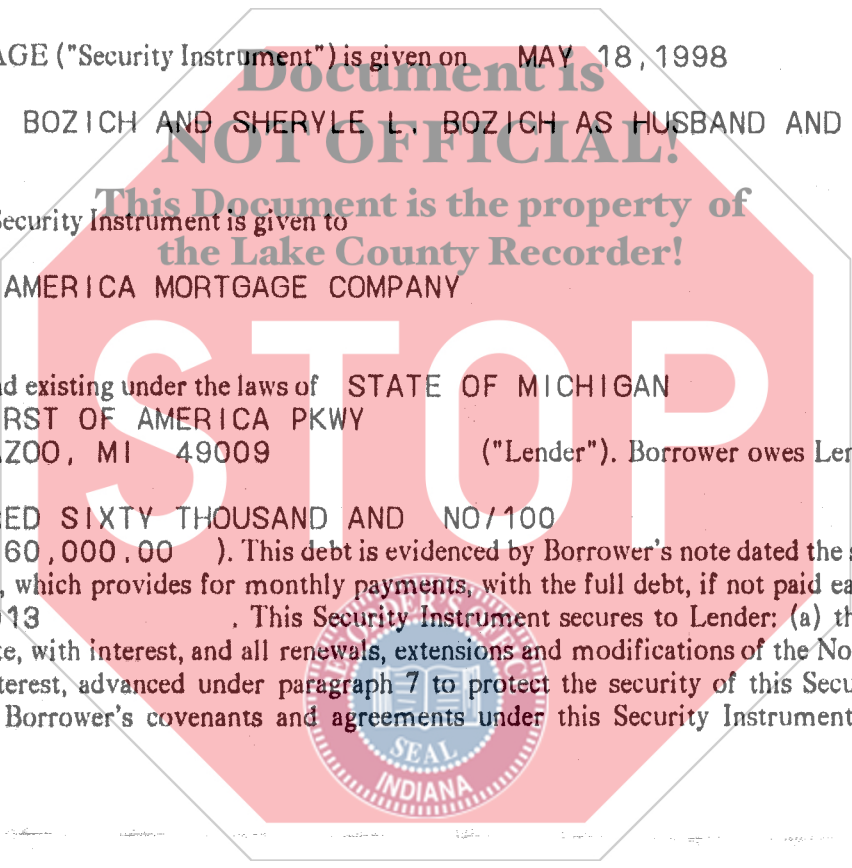 AGE ("Security Instrument") is given on MAY 18, 1998
Document is
BOZICH AND SHERYLE L. BOZICH AS HUSBAND AND
NOT OFFICIAL!
This Document is the property of
Security Instrument is given to
the Lake County Recorder!
AMERICA MORTGAGE COMPANY
STOP
d existing under the laws of STATE OF MICHIGAN
RST OF AMERICA PKWY
ZOO, MI 49009 ("Lender"). Borrower owes Len
ED SIXTY THOUSAND AND NO/100
60,000.00 ). This debt is evidenced by Borrower's note dated the s
, which provides for monthly payments, with the full debt, if not paid ea
13 . This Security Instrument secures to Lender: (a) th
e, with interest, and all renewals, extensions and modifications of the No
terest, advanced under paragraph 7 to protect the security of this Secu
Borrower's covenants and agreements under this Security Instrument
SEAL
INDIANA